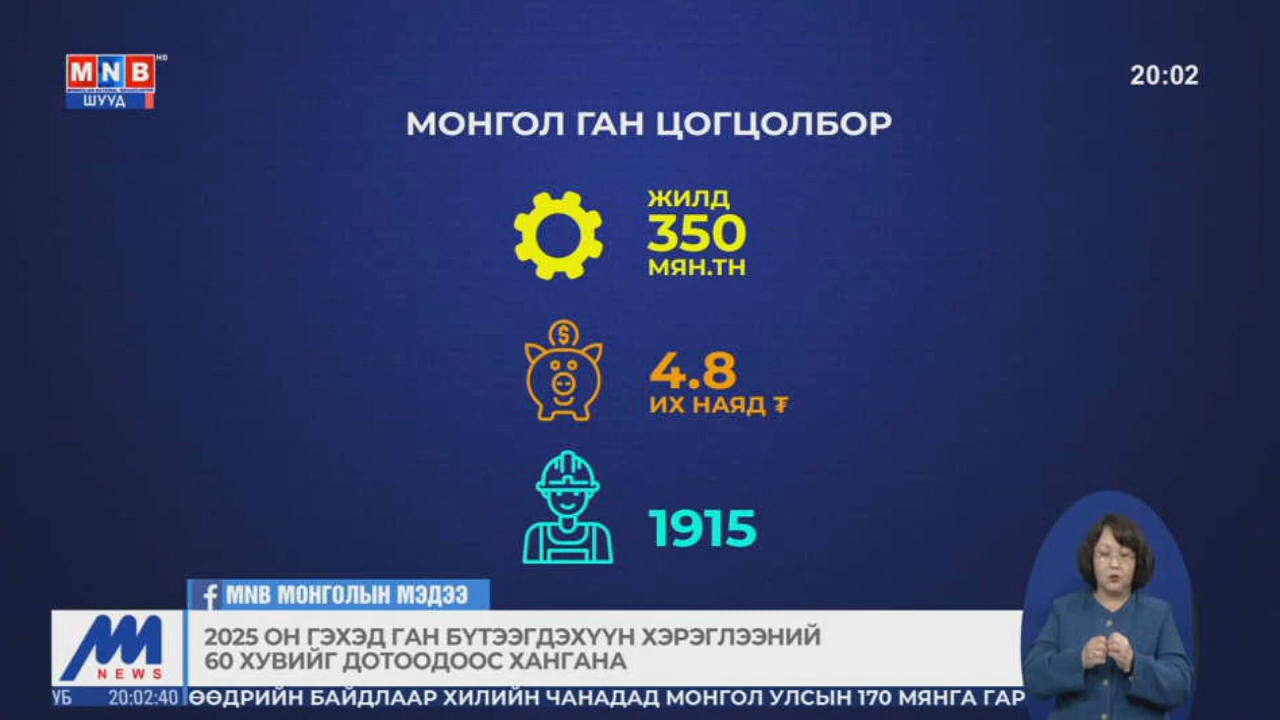 MNB HD
ШУУД
20:02
МОНГОЛ ГАН ЦОГЦОЛБОР
ЖИЛД
350
МЯН.ТН
4.8
ИХ НАЯД ₮
1915
f MNB МОНГОЛЫН МЭДЭЭ
2025 ОН ГЭХЭД ГАН БҮТЭЭГДЭХҮҮН ХЭРЭГЛЭЭНИЙ
60 ХУВИЙГ ДОТООДООС ХАНГАНА
NEWS
УБ 20:02:40 ӨӨДРИЙН БАЙДЛААР ХИЛИЙН ЧАНАДАД МОНГОЛ УЛСЫН 170 МЯНГА ГАР